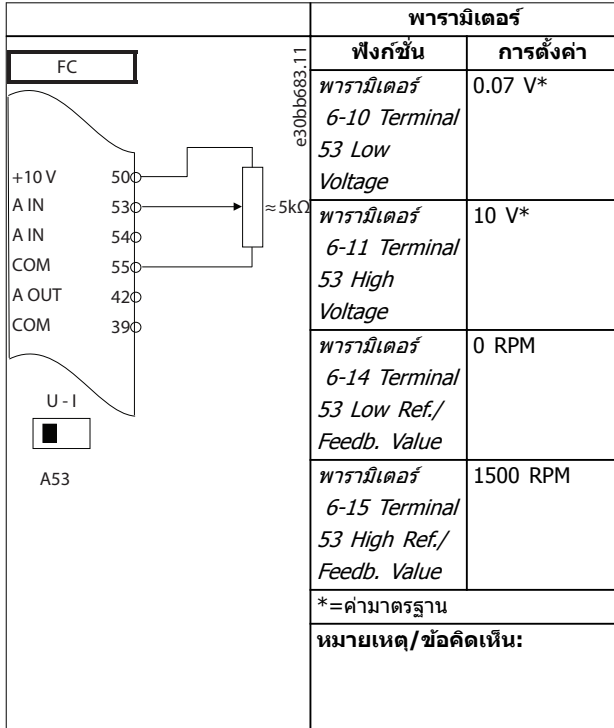 พารามิเตอร์
ฟังก์ชั่น การตั้งค่า
FC
e30bb683.11
+10 V 50
A IN 53
A IN 54
COM 55
A OUT 42
COM 39
≈ 5kΩ
U - I
A53
พารามิเตอร์ 0.07 V*
6-10 Terminal
53 Low
Voltage
พารามิเตอร์ 10 V*
6-11 Terminal
53 High
Voltage
พารามิเตอร์ 0 RPM
6-14 Terminal
53 Low Ref./
Feedb. Value
พารามิเตอร์ 1500 RPM
6-15 Terminal
53 High Ref./
Feedb. Value
*=ค่ามาตรฐาน
หมายเหตุ/ข้อคิดเห็น: